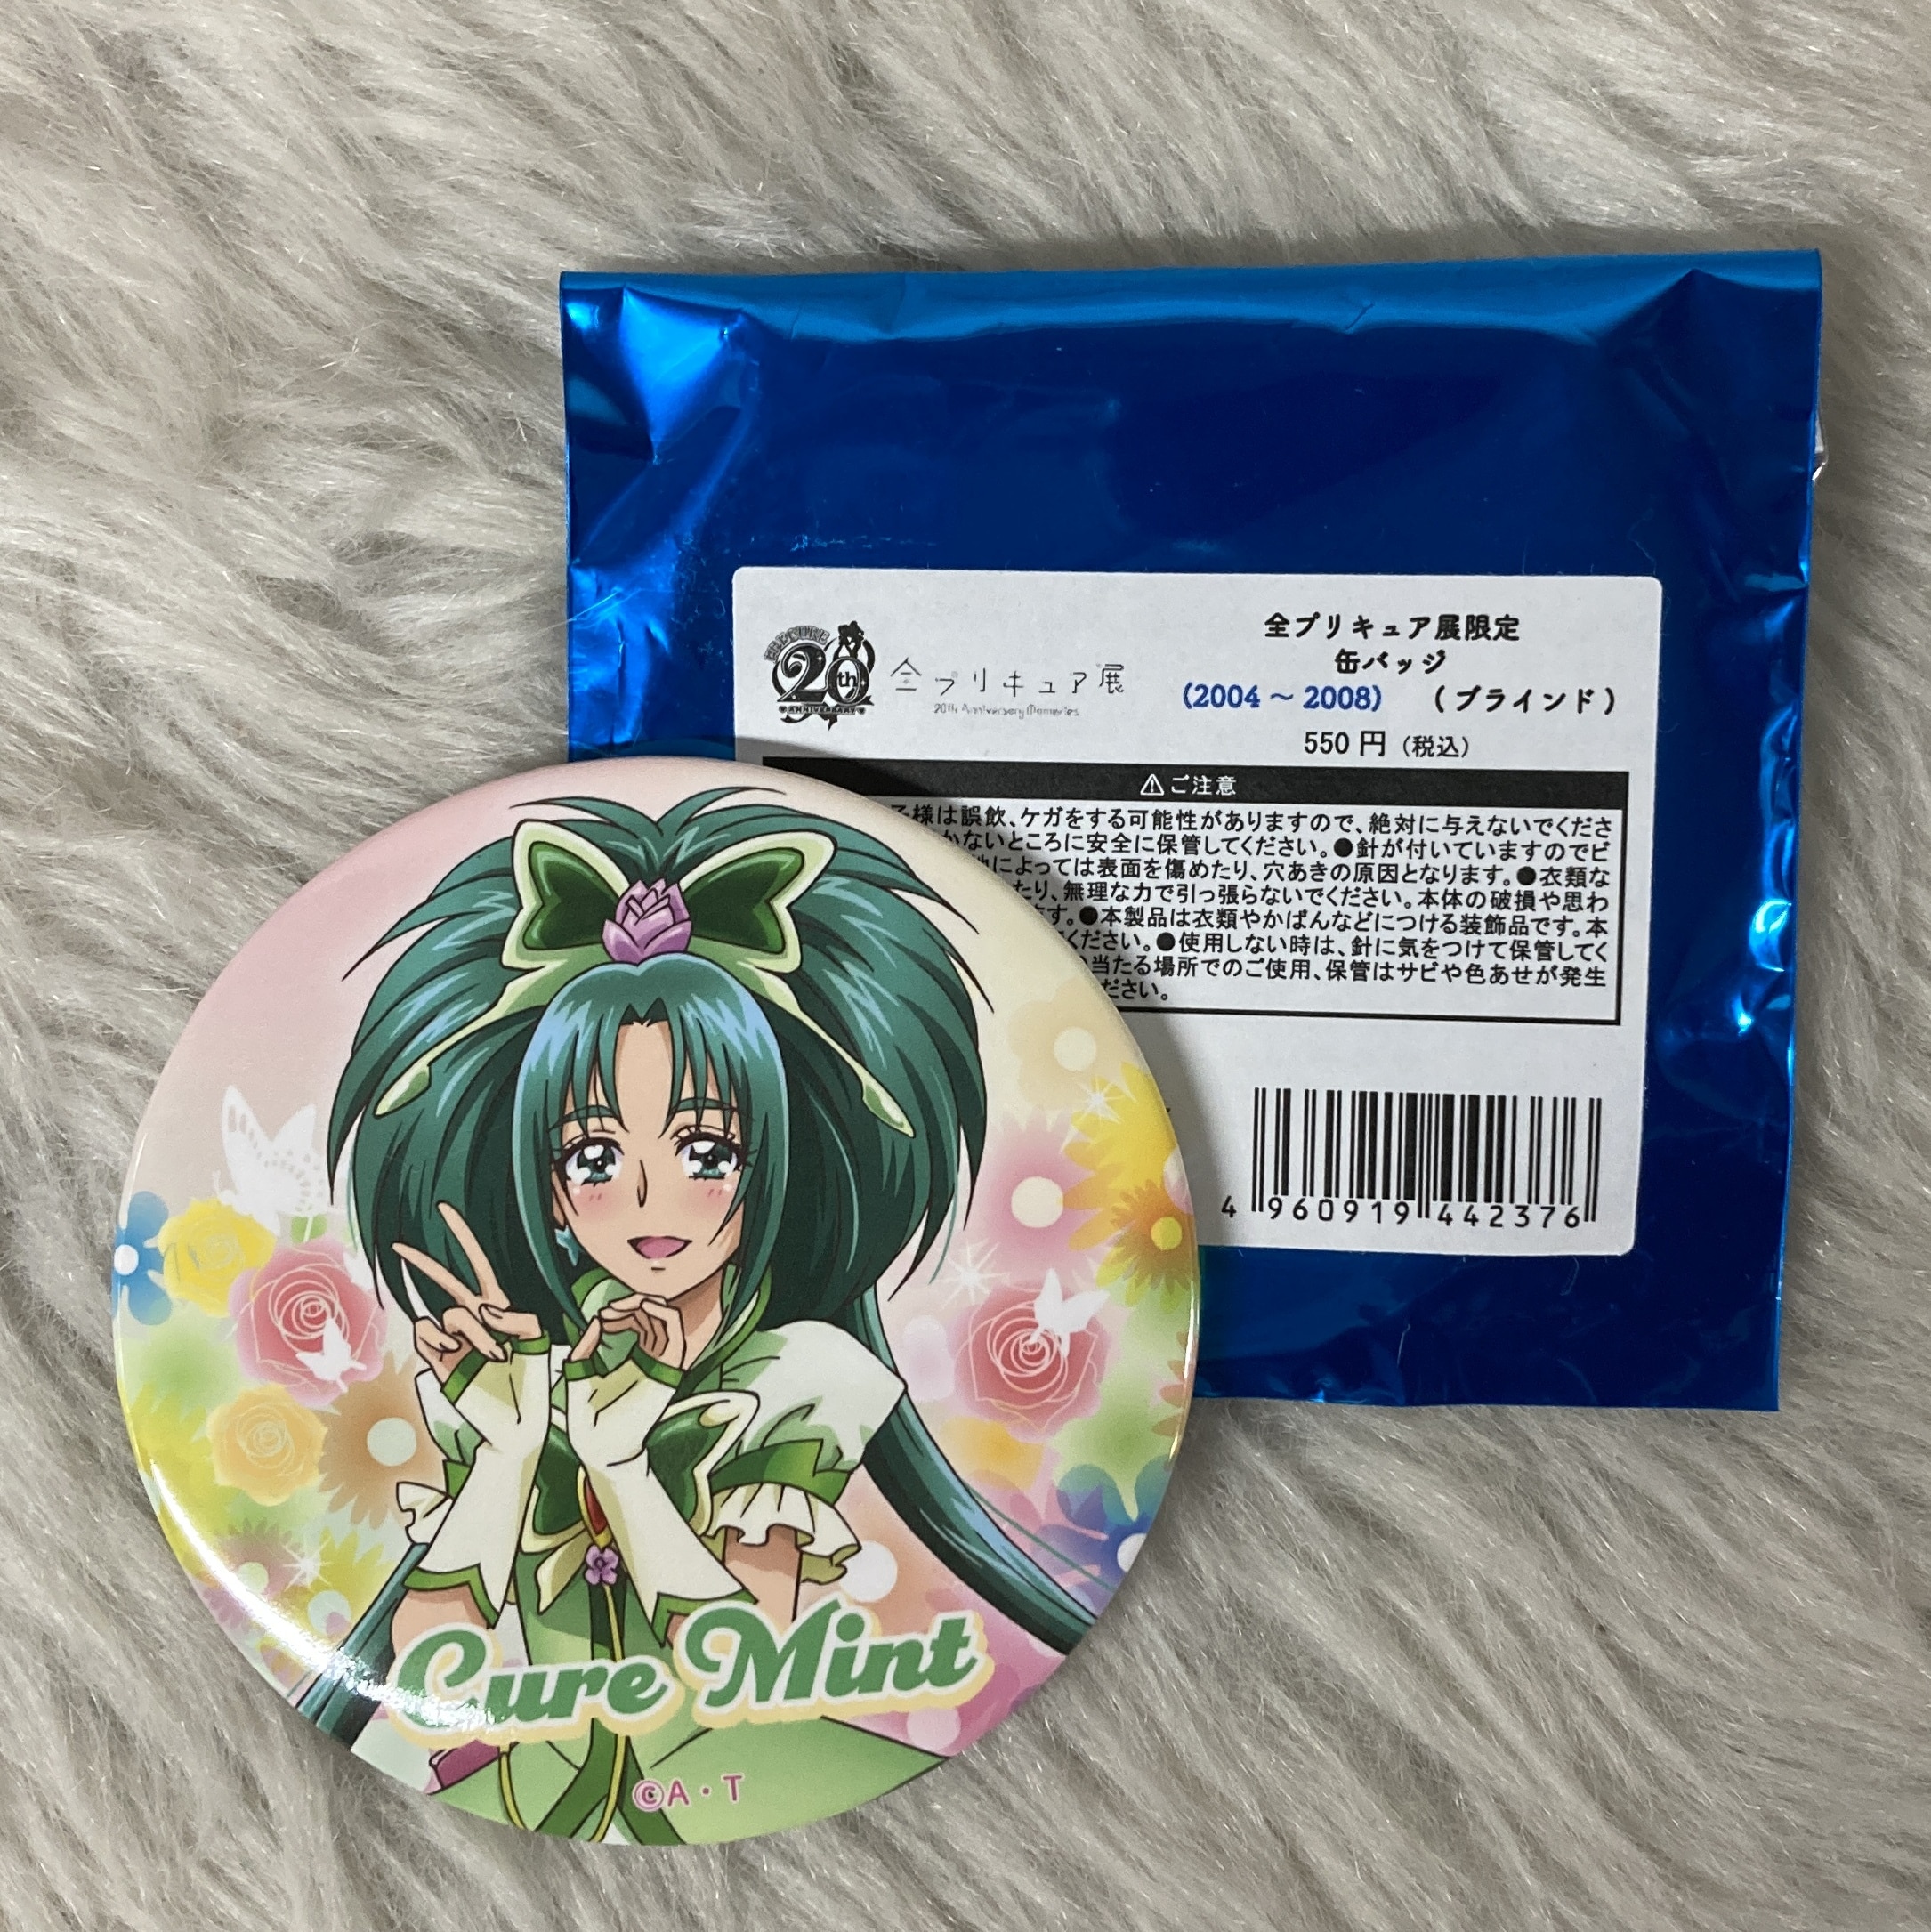 PRECURE
20th
ANNIVERSARY
全プリキュア展
20th Anniversary Memories
全プリキュア展限定
缶バッジ
(2004～2008) (ブラインド)
550円(税込)
⚠ご注意
子様は誤飲、ケガをする可能性がありますので、絶対に与えないでくださ
かないところに安全に保管してください。●針が付いていますのでピ
によっては表面を傷めたり、穴あきの原因となります。●衣類な
たり、無理な力で引っ張らないでください。本体の破損や思わ
す。●本製品は衣類やかばんなどにつける装飾品です。本
ください。●使用しない時は、針に気をつけて保管してく
当たる場所でのご使用、保管はサビや色あせが発生
ださい。
4 960919 442376
Cure Mint
©A・T